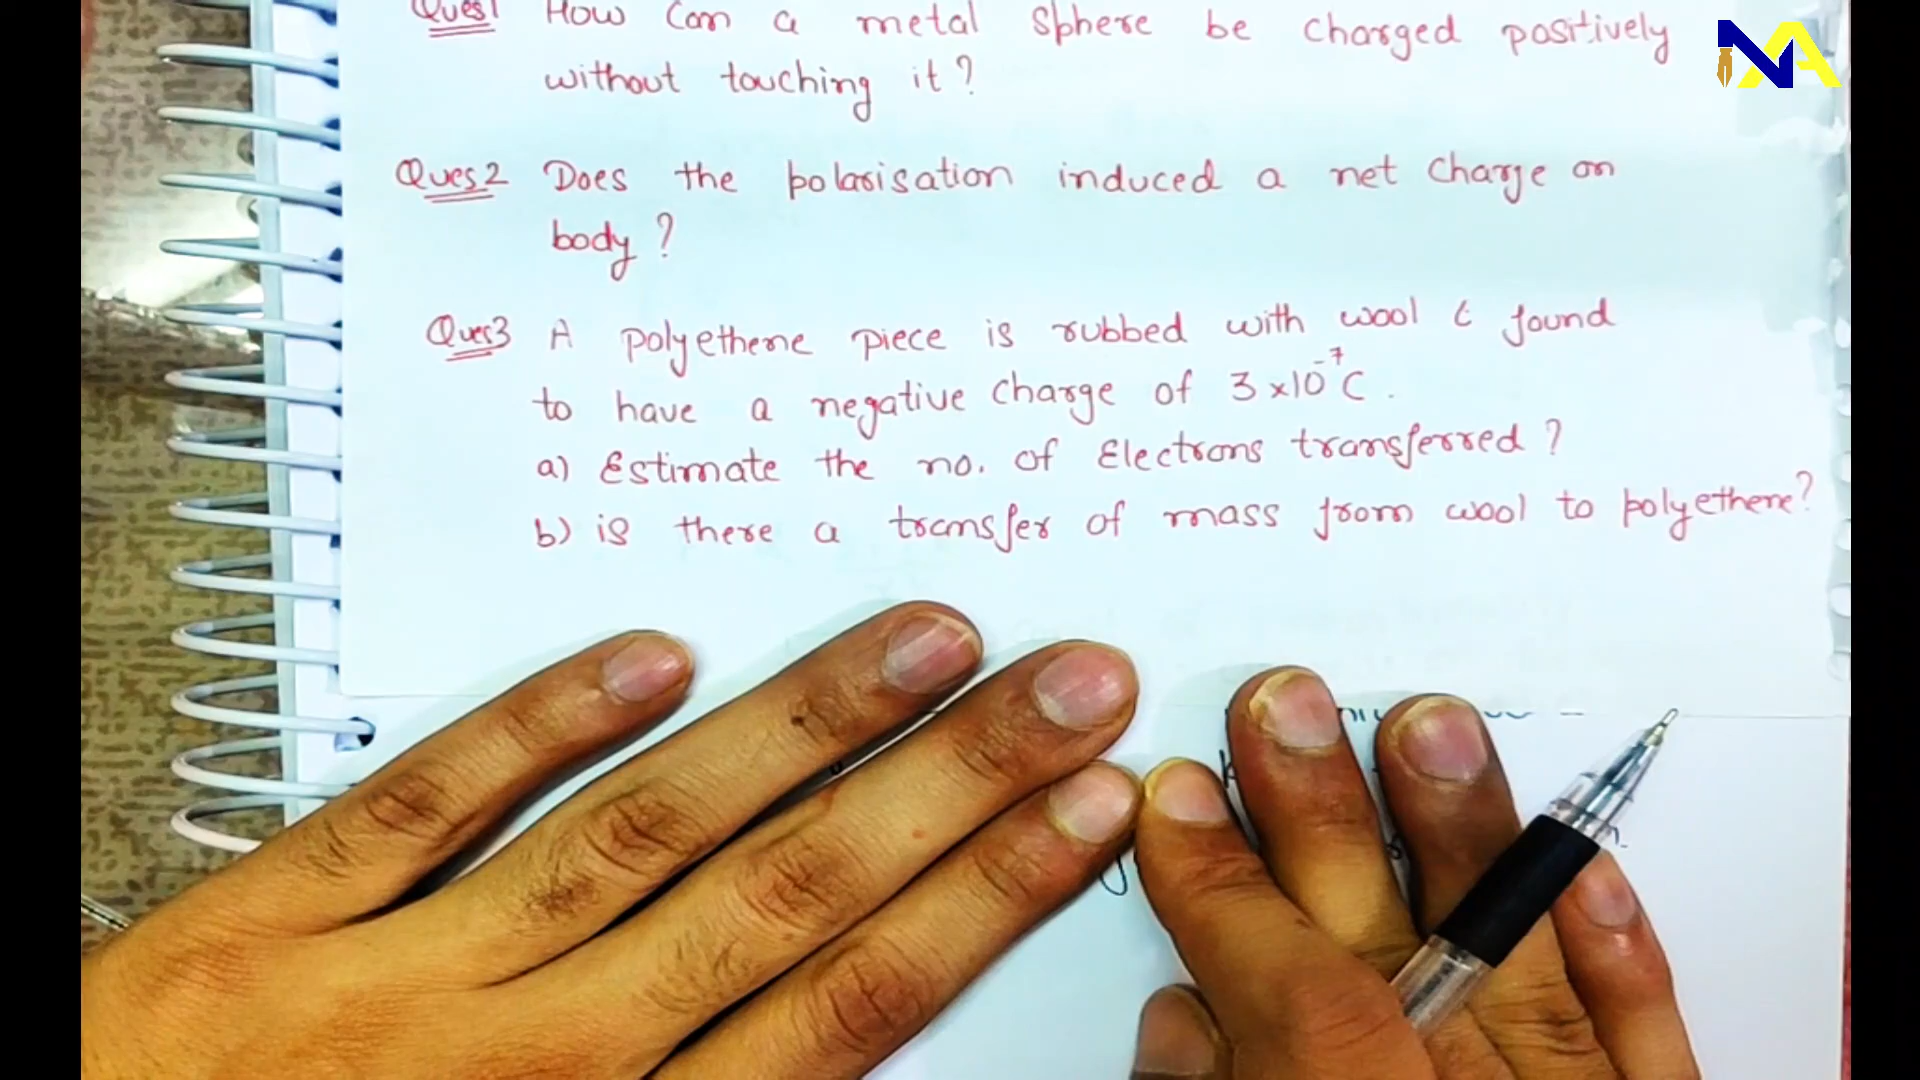 Ques1 How Can a metal Sphere be Charged positively
without touching it?
Ques2 Does the polarisation induced a net Charge on
body?
Ques3 A polyethene piece is rubbed with wool & found
to have a negative Charge of 3×10⁻⁷C.
a) Estimate the no. of Electrons transferred?
b) is there a transfer of mass from wool to polyethene?
NA